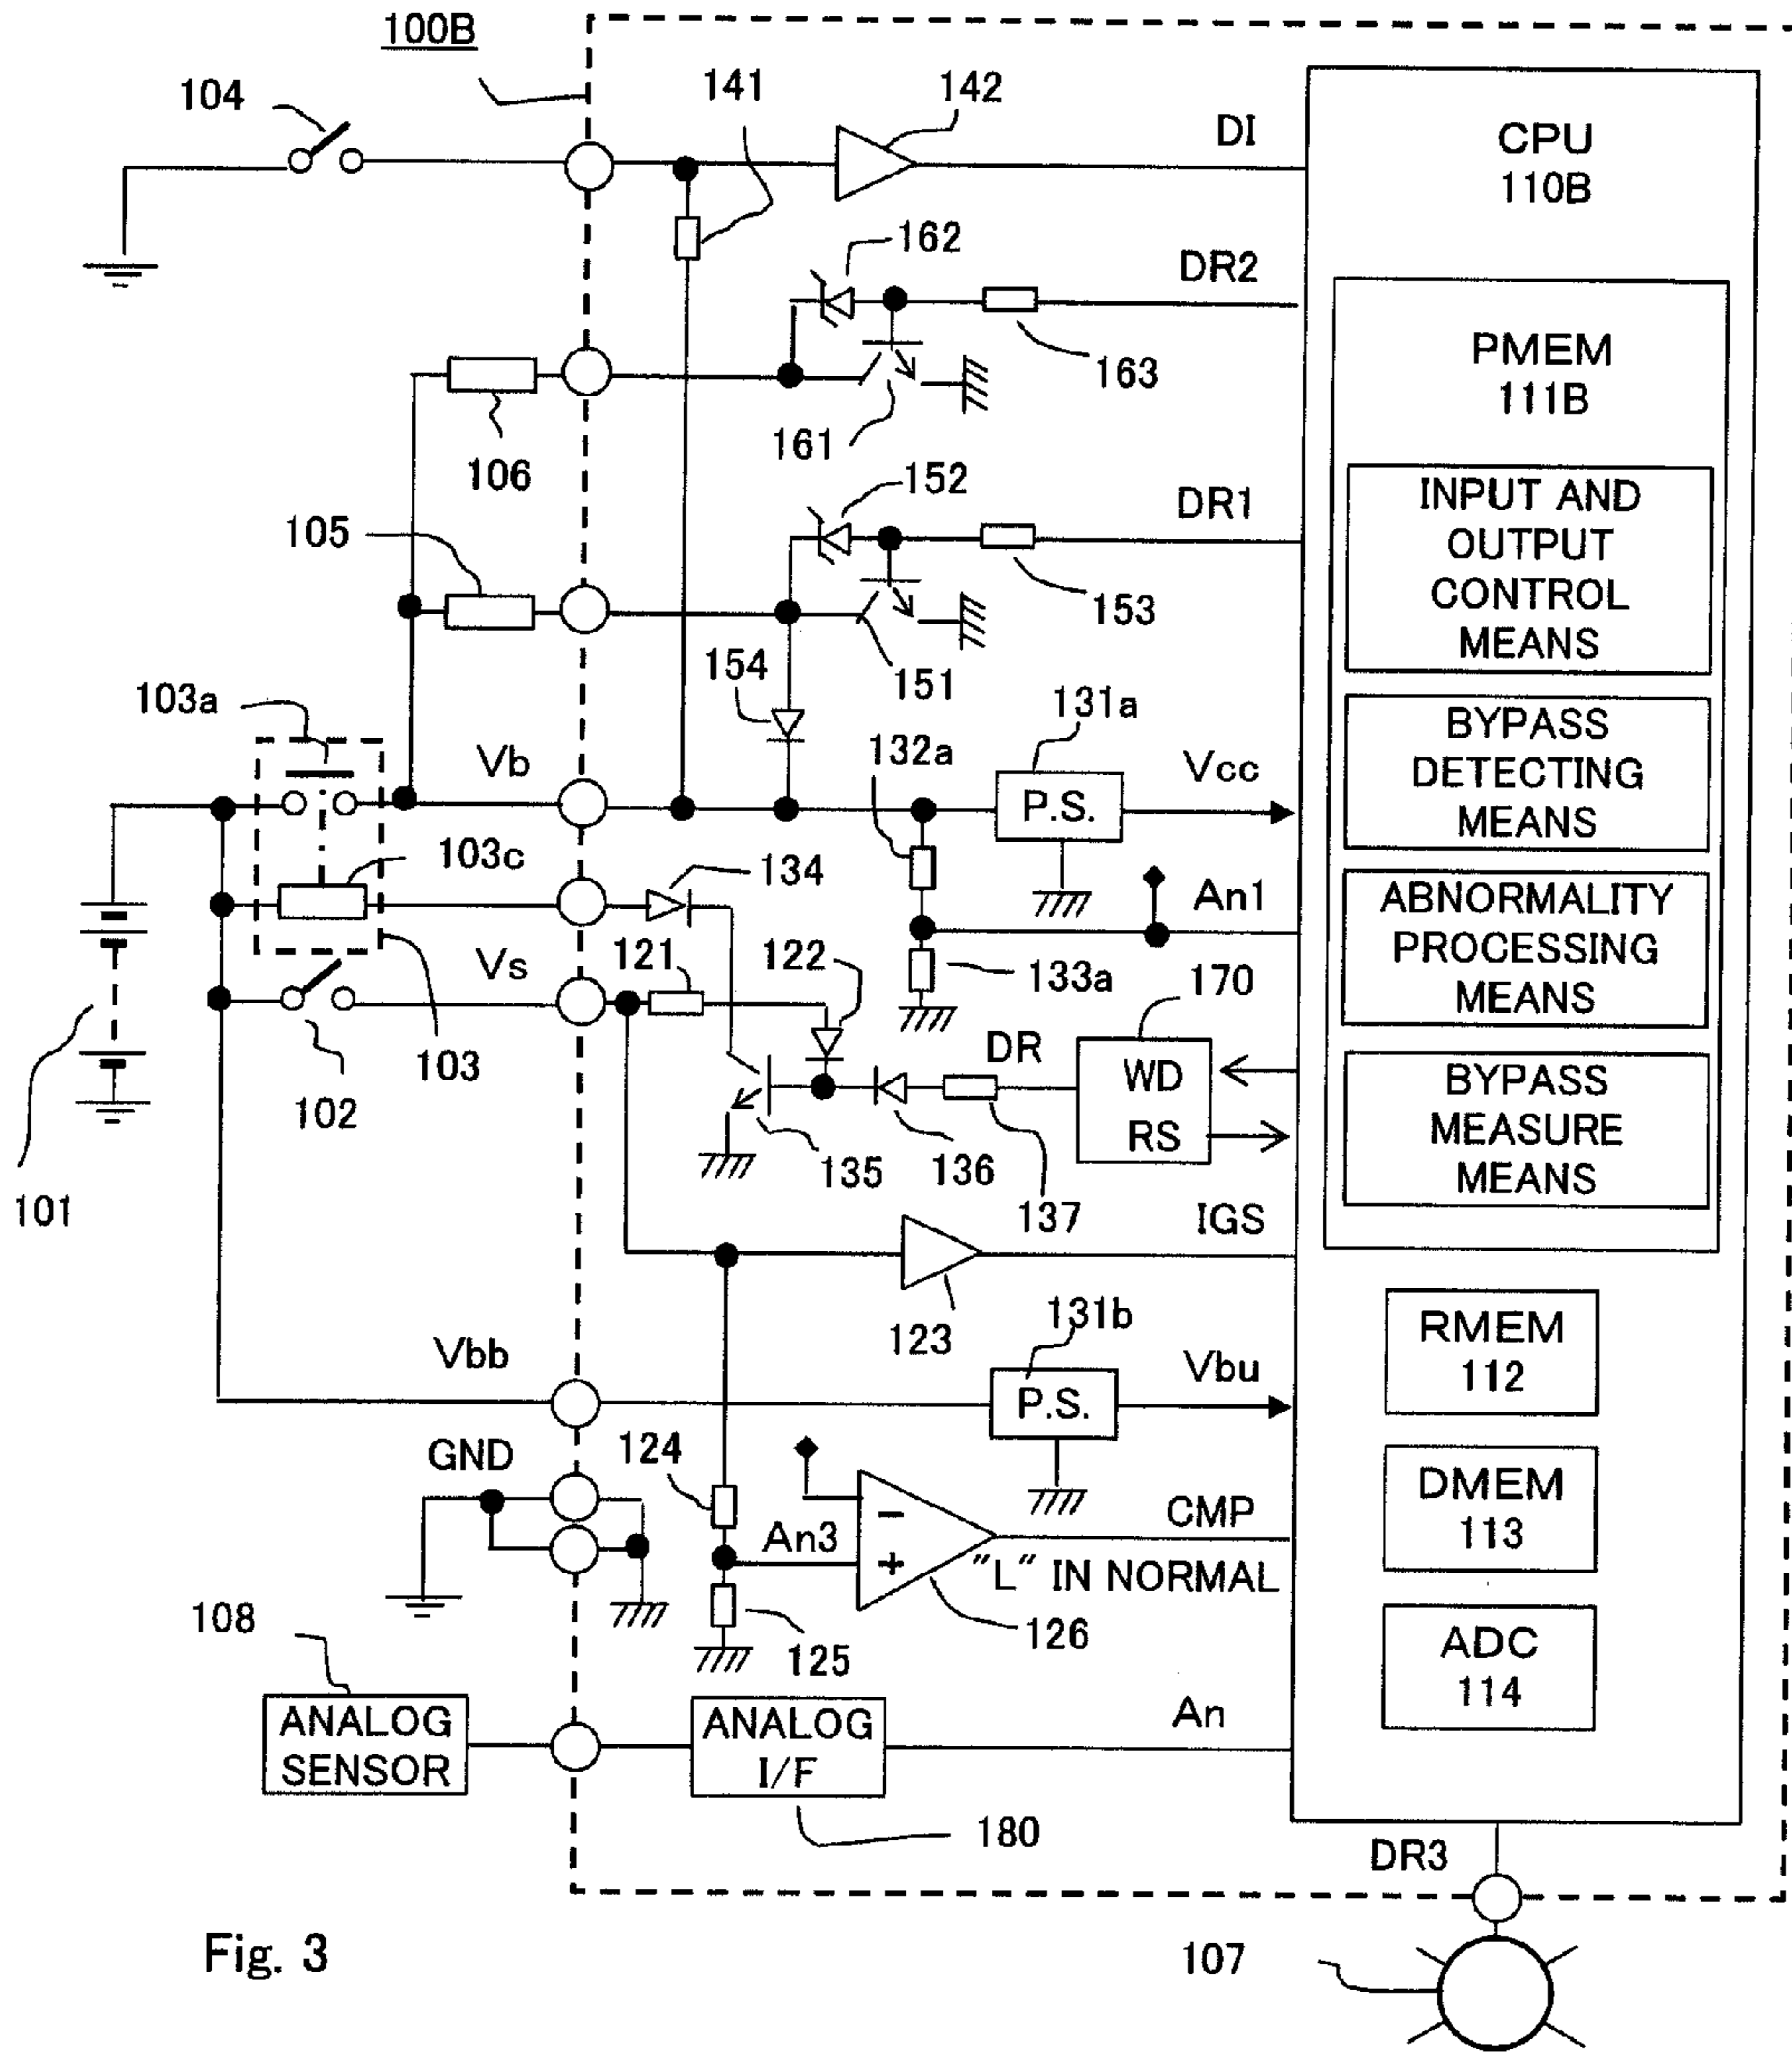 100B
104
141
142
DI
CPU
110B
162
DR2
163
161
106
PMEM
111B
152
DR1
153
105
151
154
INPUT AND
OUTPUT
CONTROL
MEANS
103a
Vb
132a
131a
P.S.
Vcc
BYPASS
DETECTING
MEANS
103c
134
An1
ABNORMALITY
PROCESSING
MEANS
Vs
121
122
133a
170
103
102
101
DR
WD
RS
135
136
137
BYPASS
MEASURE
MEANS
IGS
123
131b
Vbb
P.S.
Vbu
RMEM
112
GND
124
An3
−
+
CMP
"L" IN NORMAL
126
125
DMEM
113
108
ANALOG
SENSOR
ANALOG
I/F
180
An
ADC
114
DR3
107
Fig. 3